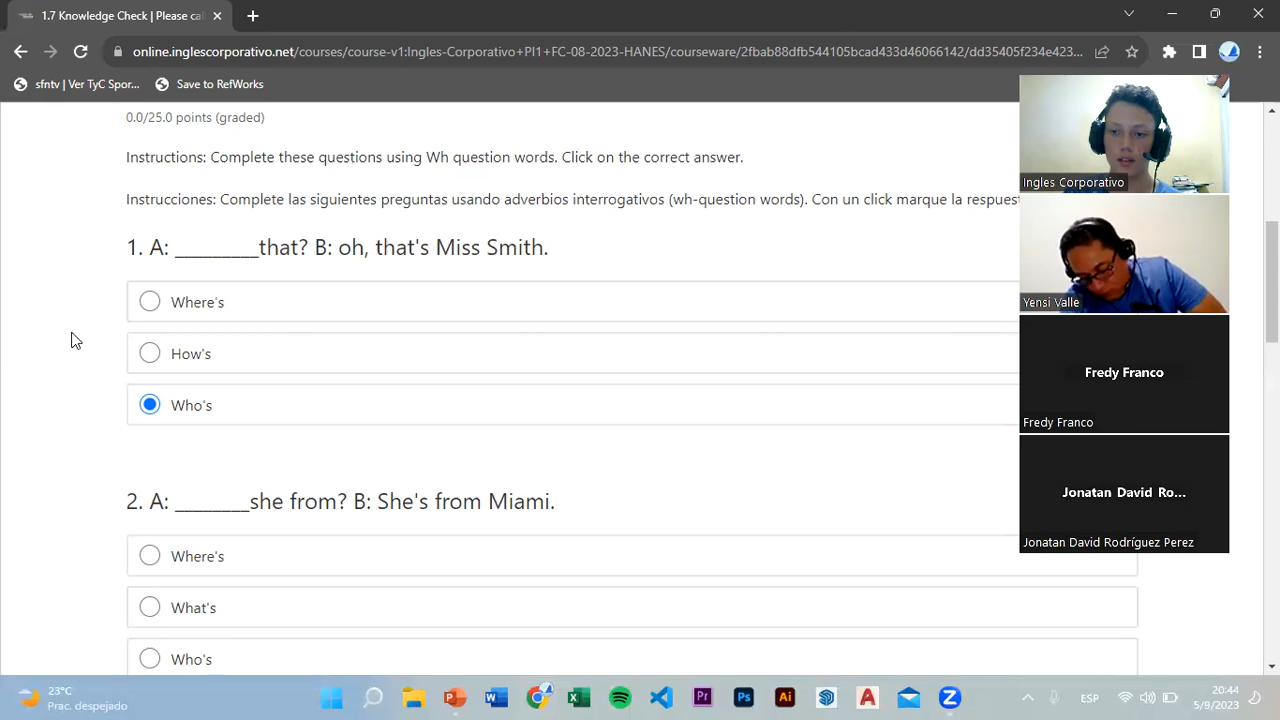 1.7 Knowledge Check | Please ca
online.inglescorporativo.net/courses/course-v1:Ingles-Corporativo+PI1+FC-08-2023-HANES/courseware/2fbab88dfb544105bcad433d46066142/dd35405f234e423...
sfntv | Ver TyC Spor...
Save to RefWorks
0.0/25.0 points (graded)
Instructions: Complete these questions using Wh question words. Click on the correct answer.
Instrucciones: Complete las siguientes preguntas usando adverbios interrogativos (wh-question words). Con un click marque la respuest
1. A: _________that? B: oh, that's Miss Smith.
Where's
How's
Who's
2. A: ________she from? B: She's from Miami.
Where's
What's
Who's
Ingles Corporativo
Yensi Valle
Fredy Franco
Fredy Franco
Jonatan David Ro...
Jonatan David Rodríguez Perez
23°C
Prac. despejado
ESP
20:44
5/9/2023